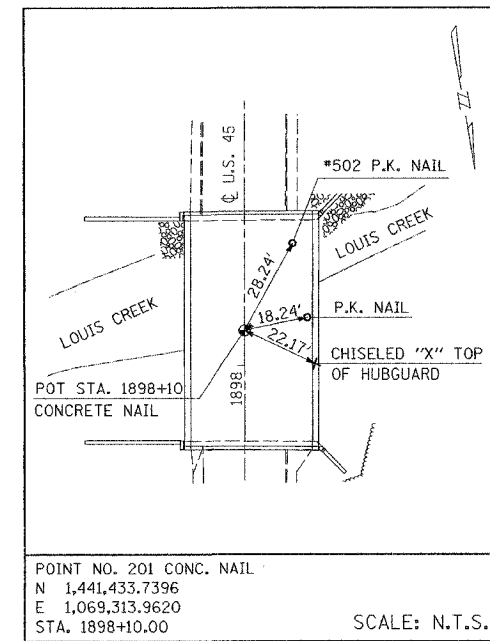 ℄ U.S. 45
#502 P.K. NAIL
LOUIS CREEK
28.24'
P.K. NAIL
18.24'
22.17'
LOUIS CREEK
CHISELED "X" TOP
OF HUBGUARD
POT STA. 1898+10
CONCRETE NAIL
1898
N
POINT NO. 201 CONC. NAIL
N 1,441,433.7396
E 1,069,313.9620
STA. 1898+10.00
SCALE: N.T.S.